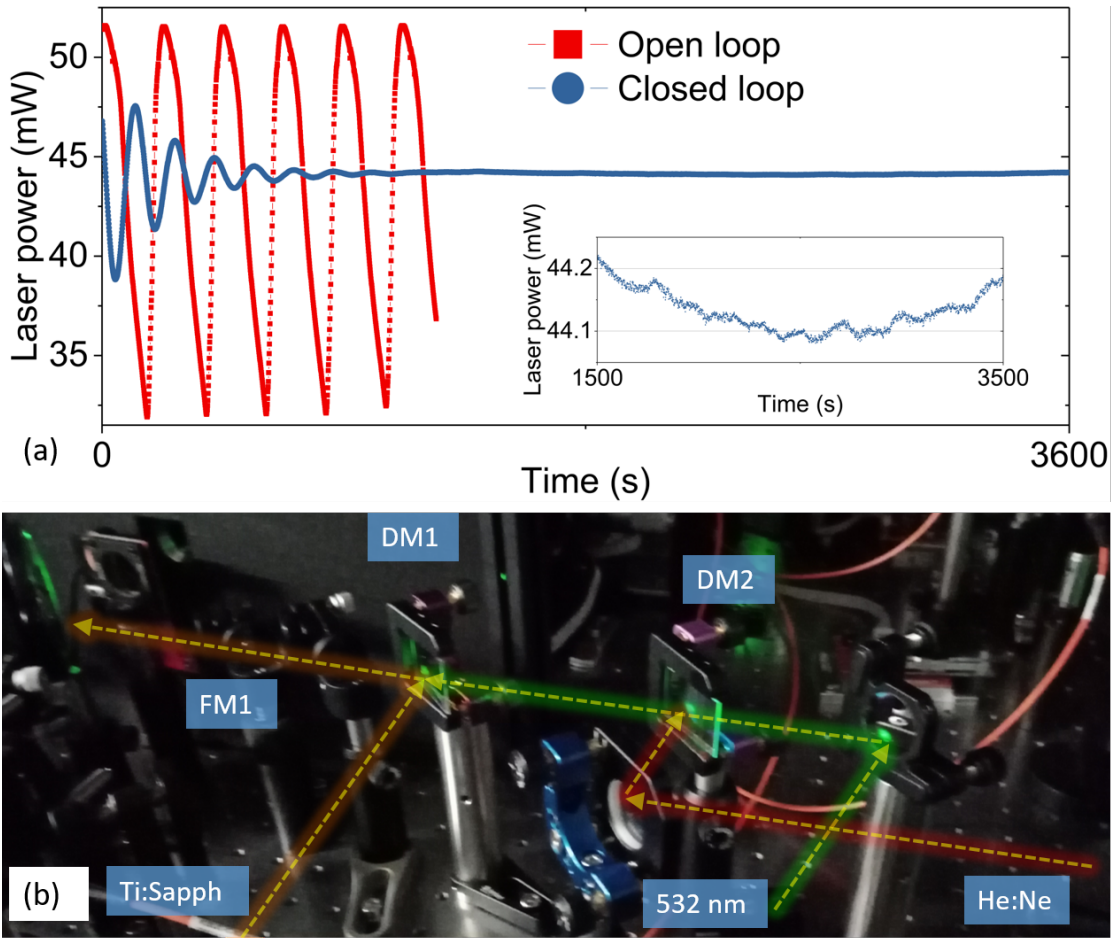 50
45
40
35
Laser power (mW)
Open loop
Closed loop
Laser power (mW)
44.2
44.1
1500
3500
Time (s)
(a)
0
3600
Time (s)
DM1
DM2
FM1
Ti:Sapph
532 nm
He:Ne
(b)